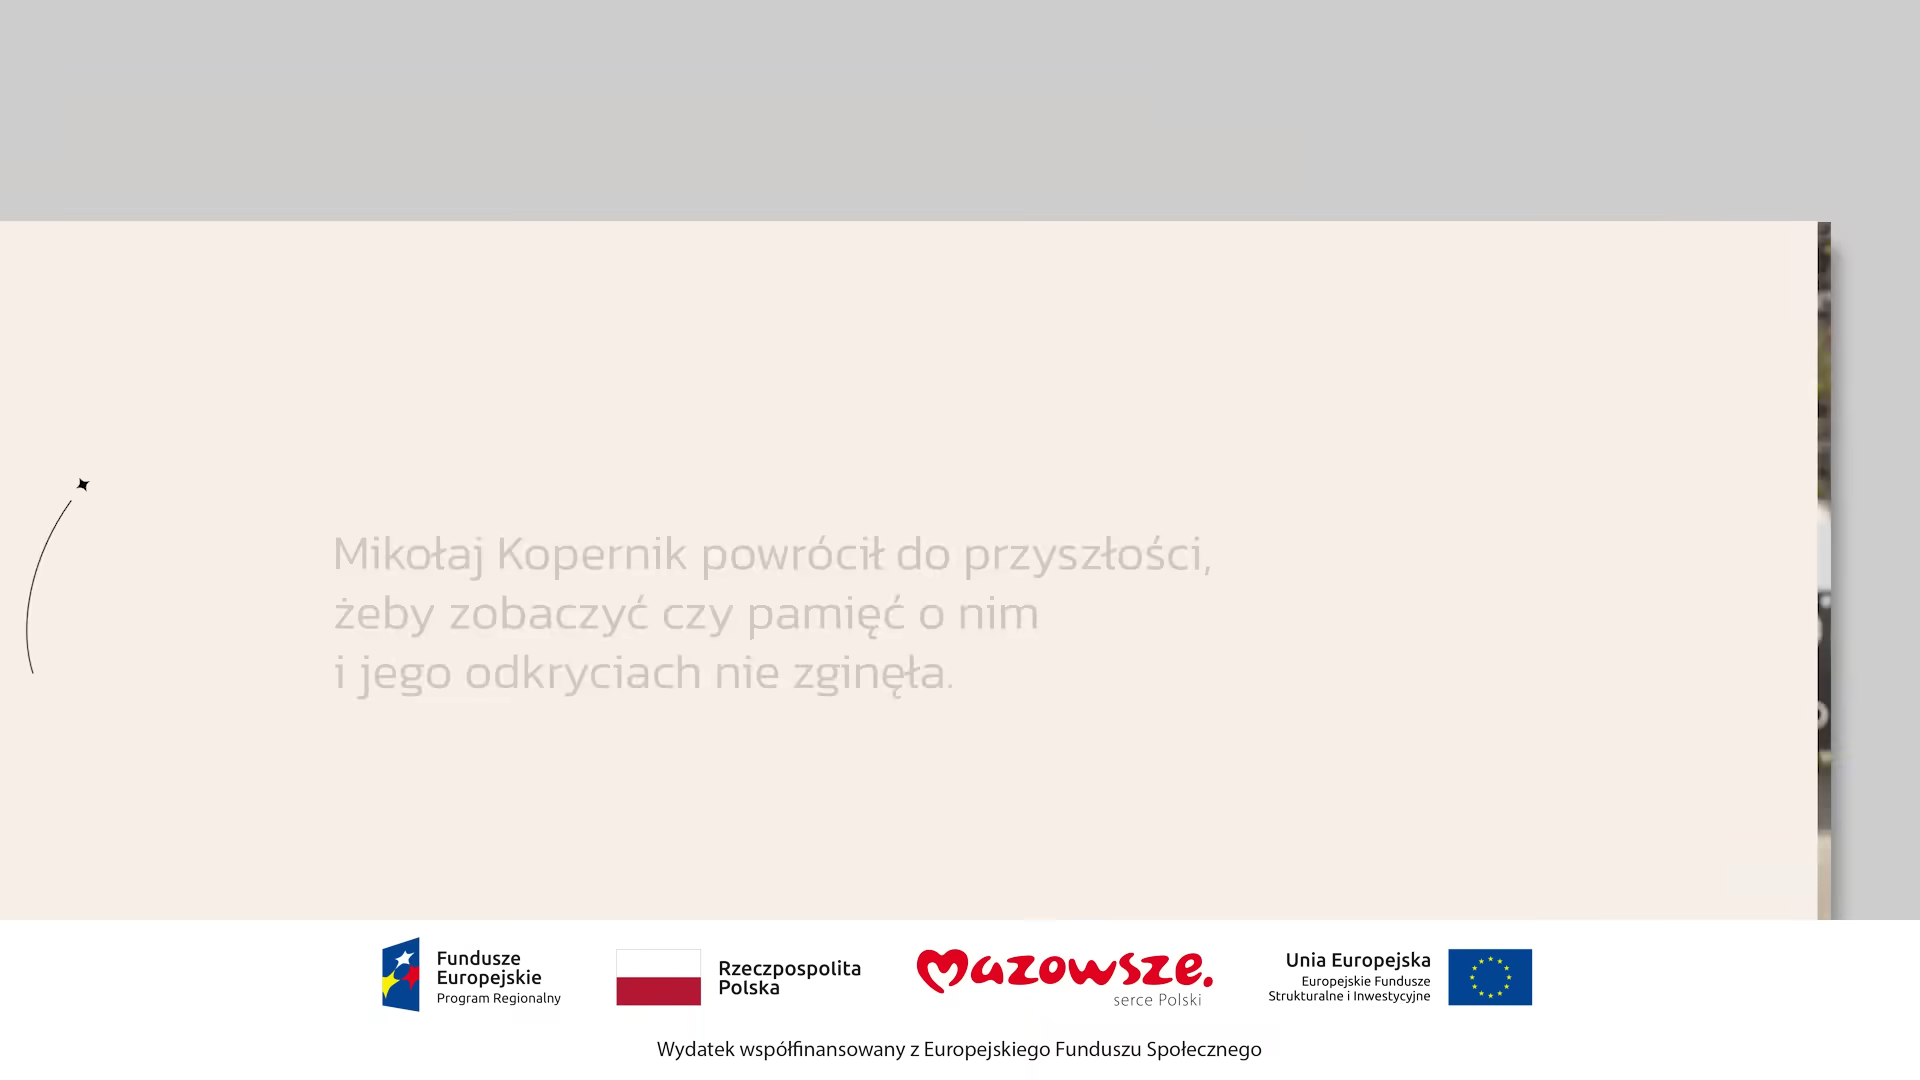 Mikołaj Kopernik powrócił do przyszłości,
żeby zobaczyć czy pamięć o nim
i jego odkryciach nie zginęła.
Fundusze
Europejskie
Program Regionalny
Rzeczpospolita
Polska
mazowsze.
serce Polski
Unia Europejska
Europejskie Fundusze
Strukturalne i Inwestycyjne
Wydatek współfinansowany z Europejskiego Funduszu Społecznego